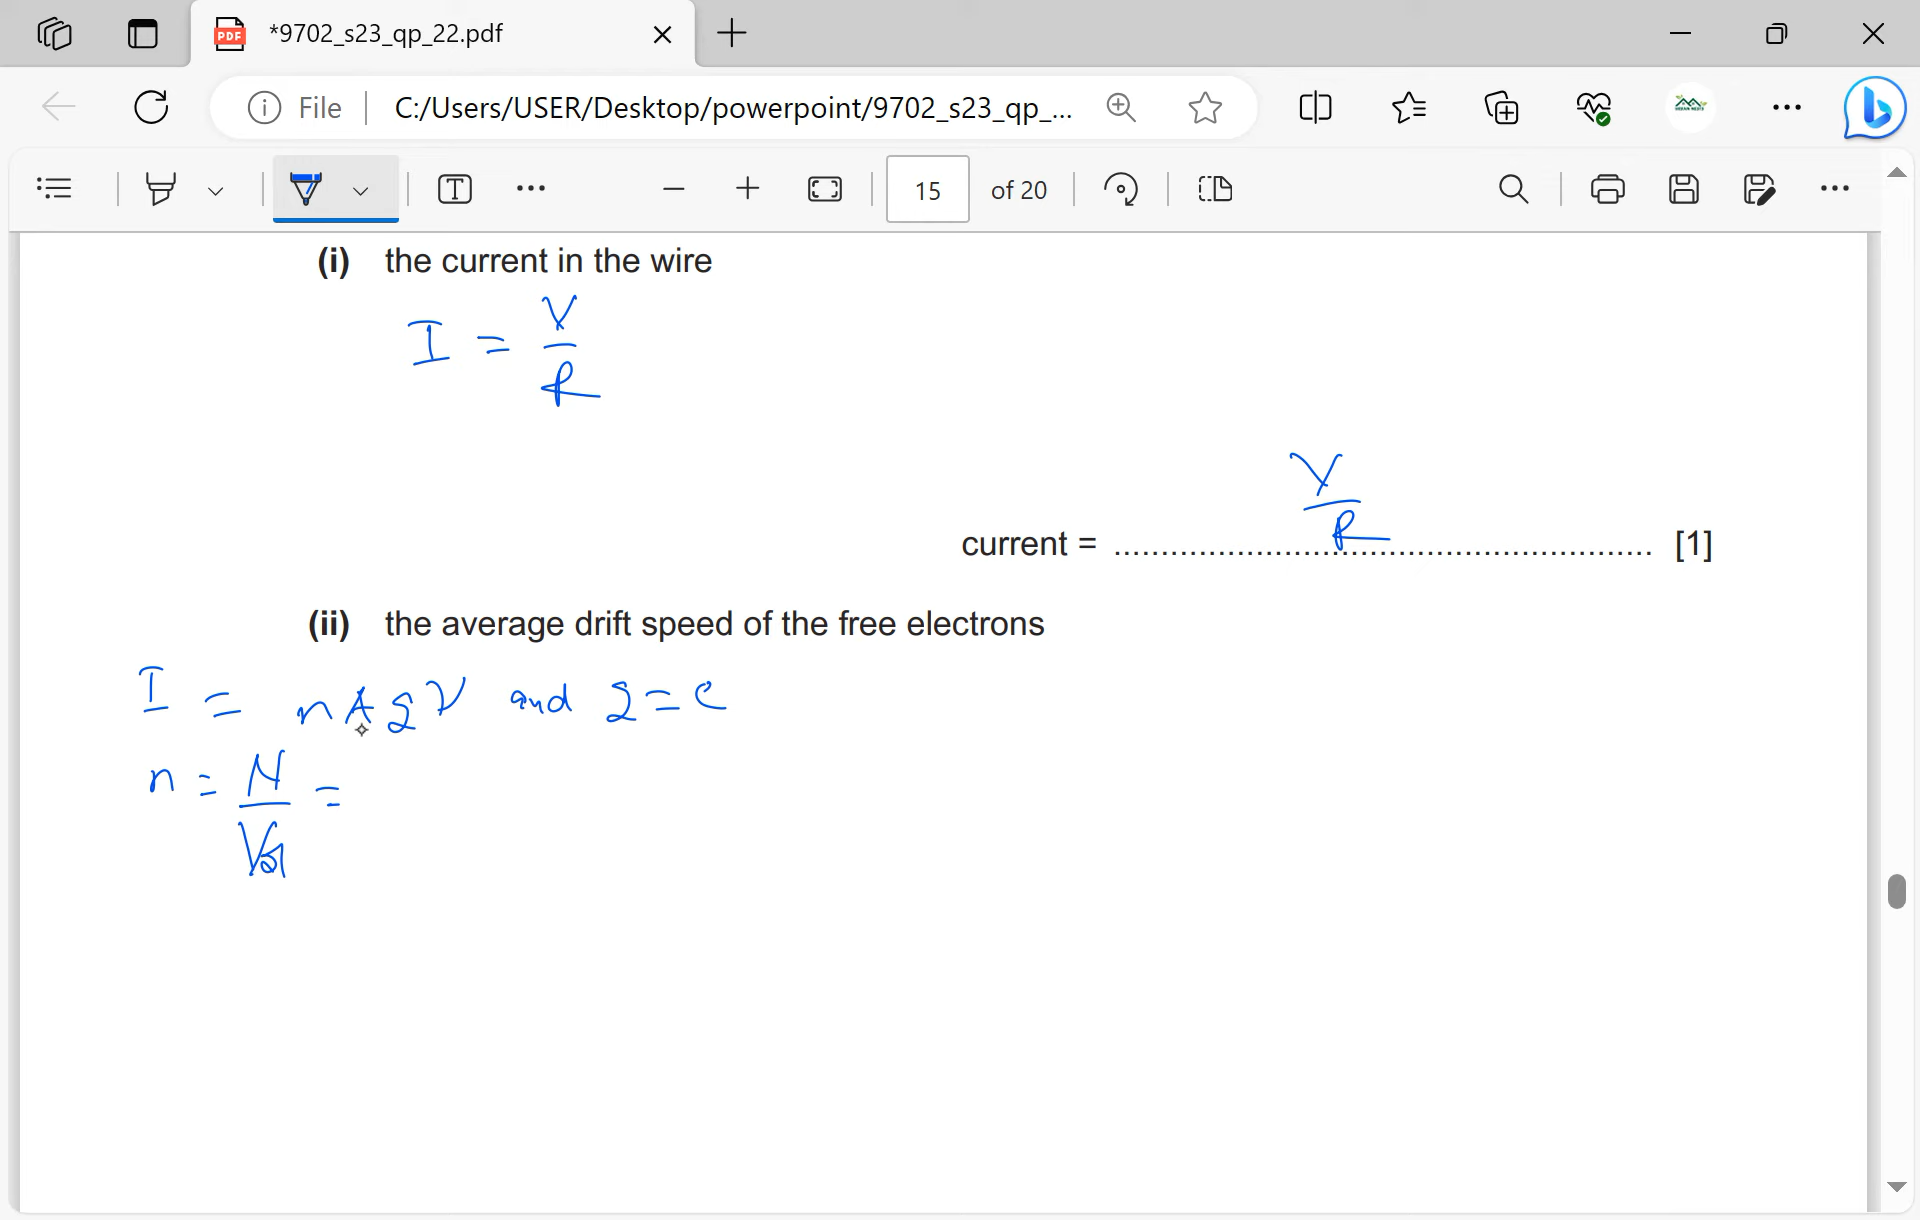 *9702_s23_qp_22.pdf
File C:/Users/USER/Desktop/powerpoint/9702_s23_qp_...
15 of 20
(i) the current in the wire
I = V/R
V/R
current = ........................................................ [1]
(ii) the average drift speed of the free electrons
I = nAqv and q = e
n = N/Vol =